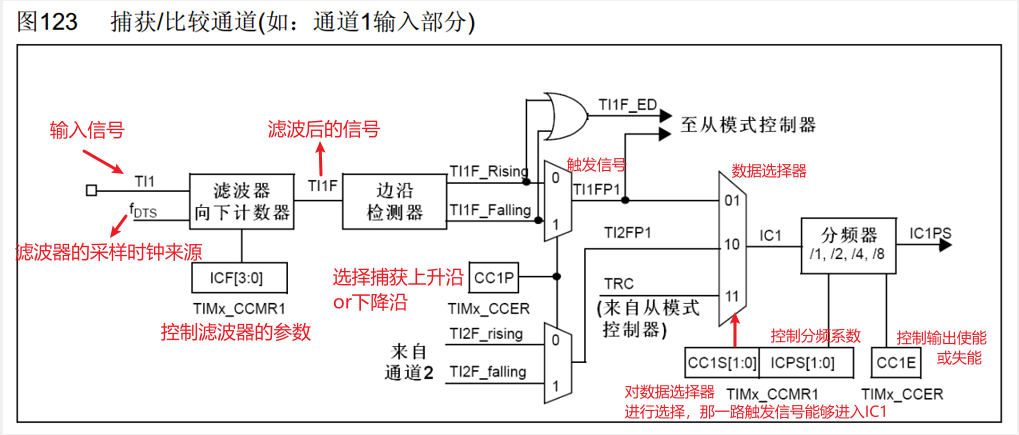 图123 捕获/比较通道(如：通道1输入部分)
输入信号
滤波后的信号
TI1F_ED
至从模式控制器
TI1
滤波器
向下计数器
TI1F
边沿
检测器
TI1F_Rising
TI1F_Falling
0
1
触发信号
TI1FP1
数据选择器
01
10
11
fDTS
滤波器的采样时钟来源
TI2FP1
IC1
分频器
/1, /2, /4, /8
IC1PS
ICF[3:0]
TIMx_CCMR1
控制滤波器的参数
选择捕获上升沿
or下降沿
CC1P
TIMx_CCER
TRC
(来自从模式
控制器)
来自
通道2
TI2F_rising
TI2F_falling
0
1
控制分频系数
控制输出使能
或失能
CC1S[1:0]
ICPS[1:0]
CC1E
TIMx_CCMR1
TIMx_CCER
对数据选择器
进行选择，那一路触发信号能够进入IC1